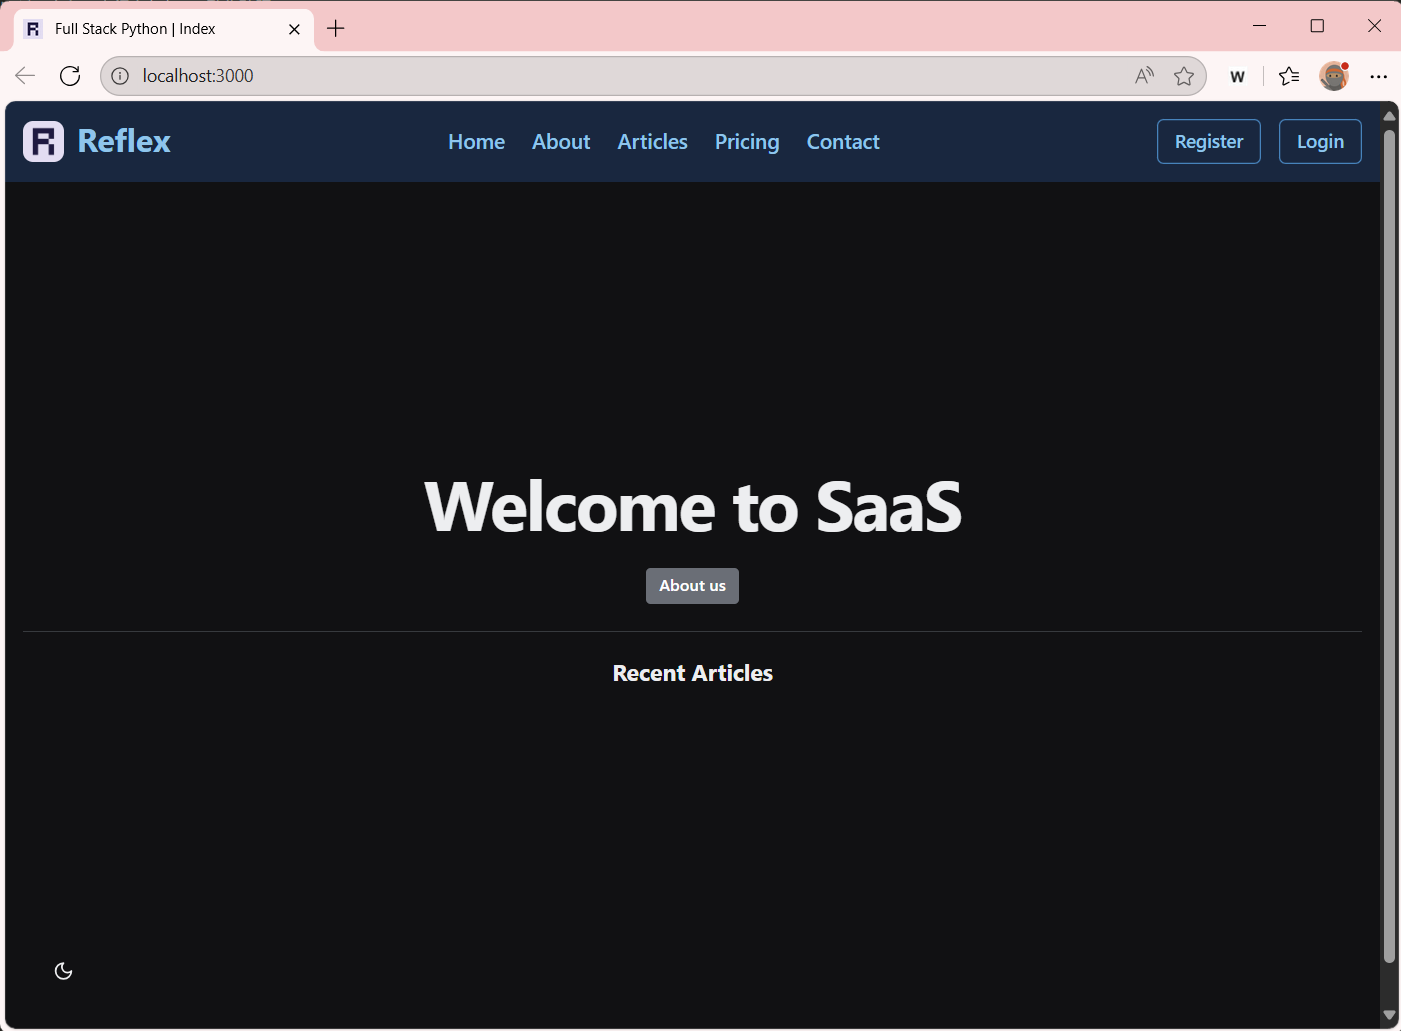 Full Stack Python | Index
localhost:3000
W
Reflex
Home About Articles Pricing Contact
Register Login
Welcome to SaaS
About us
Recent Articles